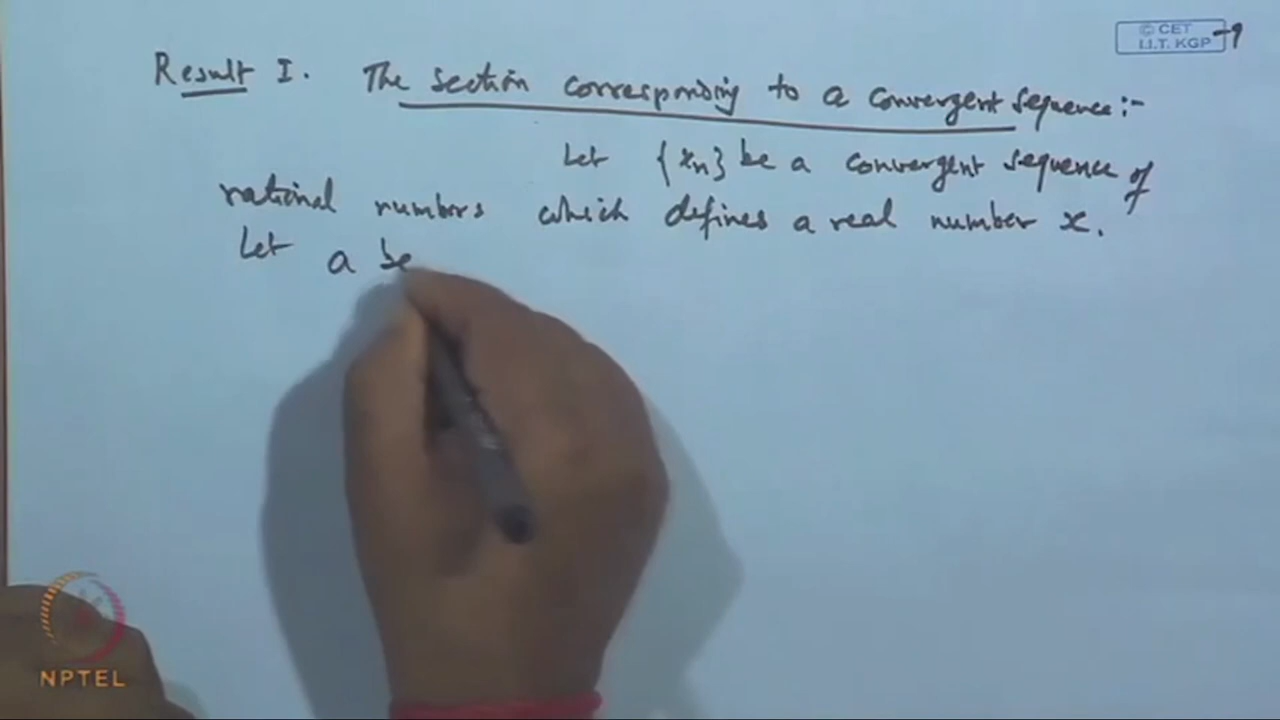 © CET
I.I.T. KGP
Result I. The section corresponding to a convergent sequence:-
Let {xn} be a convergent sequence of
rational numbers which defines a real number x.
Let a be
NPTEL